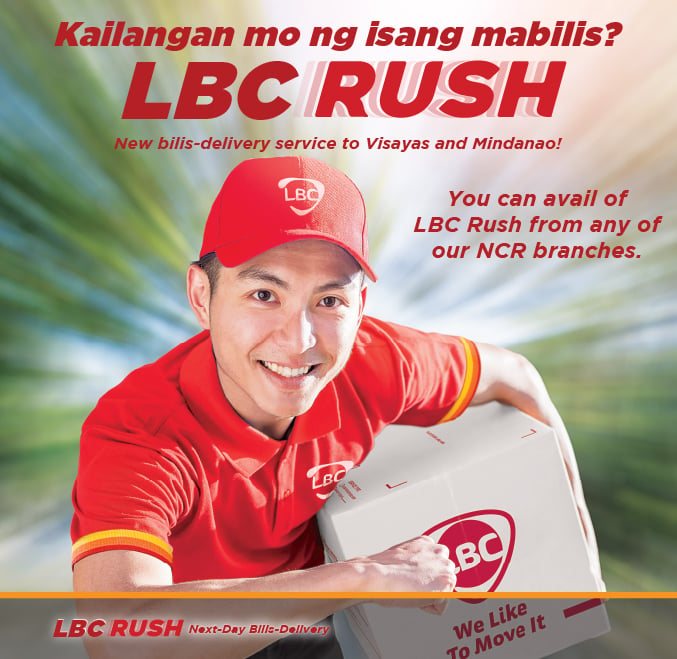 Kailangan mo ng isang mabilis?
LBC RUSH
New bilis-delivery service to Visayas and Mindanao!
LBC
You can avail of
LBC Rush from any of
our NCR branches.
LBC
LBC
We Like
To Move It
LBC RUSH Next-Day Bilis-Delivery